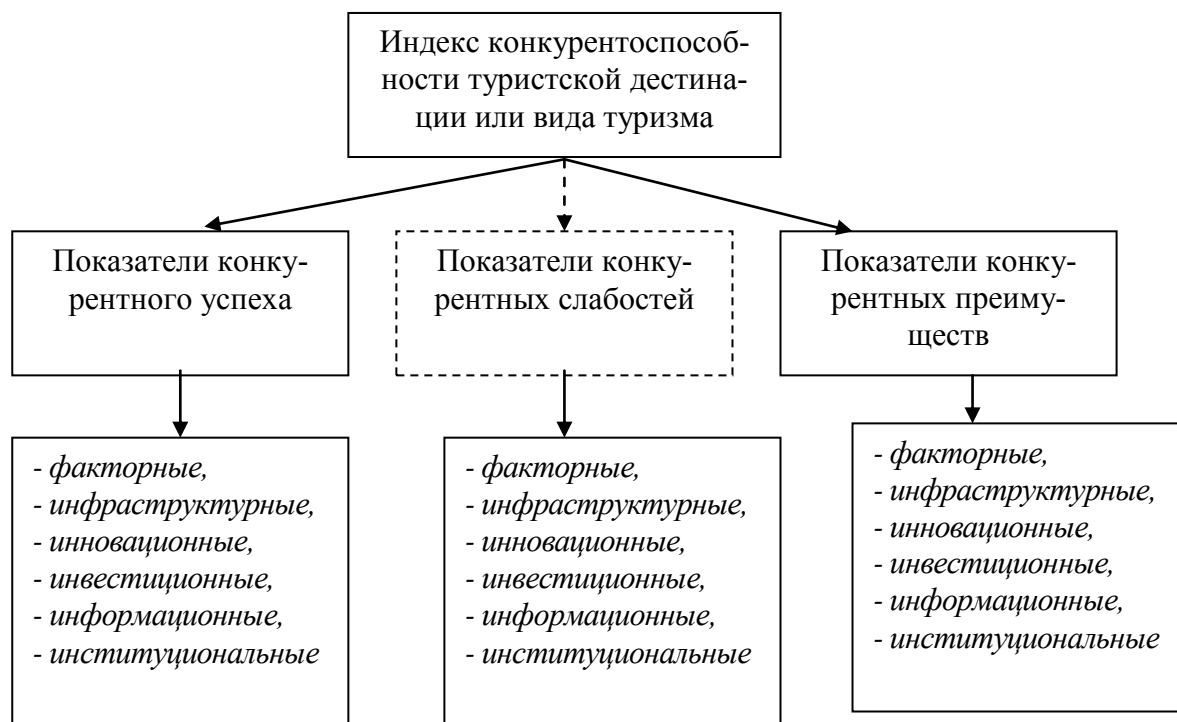 Индекс конкурентоспособ-
ности туристской дестина-
ции или вида туризма
Показатели конку-
рентного успеха
Показатели конку-
рентных слабостей
Показатели конку-
рентных преиму-
ществ
- факторные,
- инфраструктурные,
- инновационные,
- инвестиционные,
- информационные,
- институциональные
- факторные,
- инфраструктурные,
- инновационные,
- инвестиционные,
- информационные,
- институциональные
- факторные,
- инфраструктурные,
- инновационные,
- инвестиционные,
- информационные,
- институциональные